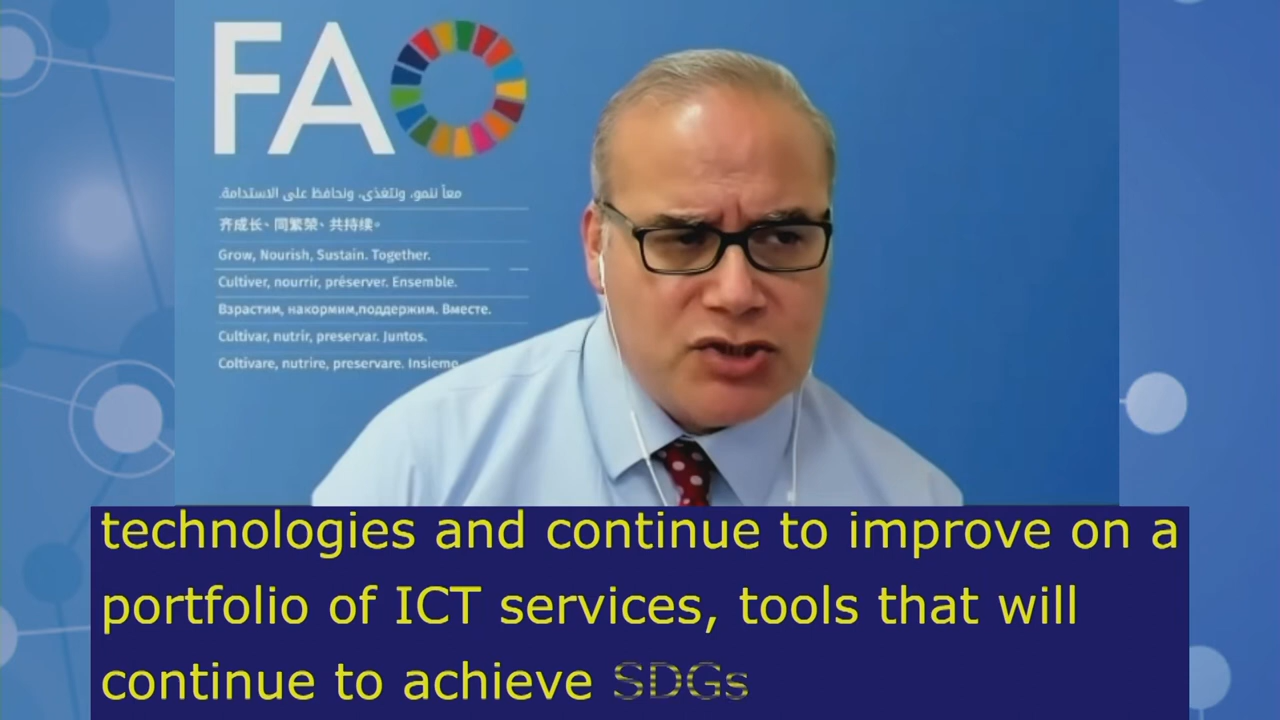 FAO
معاً ننمو، ونتغذى، ونحافظ على الاستدامة.
齐成长、同繁荣、共持续。
Grow, Nourish, Sustain. Together.
Cultiver, nourrir, préserver. Ensemble.
Взрастим, накормим,поддержим. Вместе.
Cultivar, nutrir, preservar. Juntos.
Coltivare, nutrire, preservare. Insieme
technologies and continue to improve on a
portfolio of ICT services, tools that will
continue to achieve SDGs